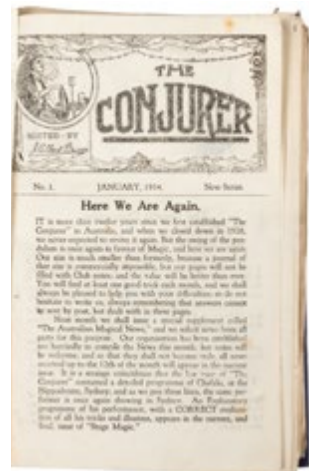 THE
CONJURER
EDITED · BY
No. 1. JANUARY, 1934. New Series.
Here We Are Again.
IT is more than twelve years since we first established "The
Conjurer" in Australia, and when we closed down in 1928,
we never expected to revive it again. But the swing of the pen-
dulum is once again in favour of Magic, and here we are again.
Our size is much smaller than formerly, because a journal of
that size is commercially impossible, but our pages will not be
filled with Club notes, and the value will be better than ever.
You will find at least one good trick each month, and we shall
always be pleased to help you with your difficulties; so do not
hesitate to write us, always remembering that answers cannot
be sent by post, but dealt with in these pages.
Next month we shall issue a special supplement called
"The Australian Magical News," and we solicit news from all
parts for this purpose. Our organisation has been
too hurriedly to compile the News this month, but notes will
be welcome, and so that they shall not become stale, all news
received up to the 12th of the month will appear in the current
issue. It is a strange coincidence that the last issue of "The
Conjurer" contained a detailed programme of Chefalo, at the
Hippodrome, Sydney, and as we pen these lines, the same per-
former is once again showing in Sydney. An Explanatory
programme of his performance, with a CORRECT
of all his tricks and illusions, appears in the current, and
final, issue of "Stage Magic."